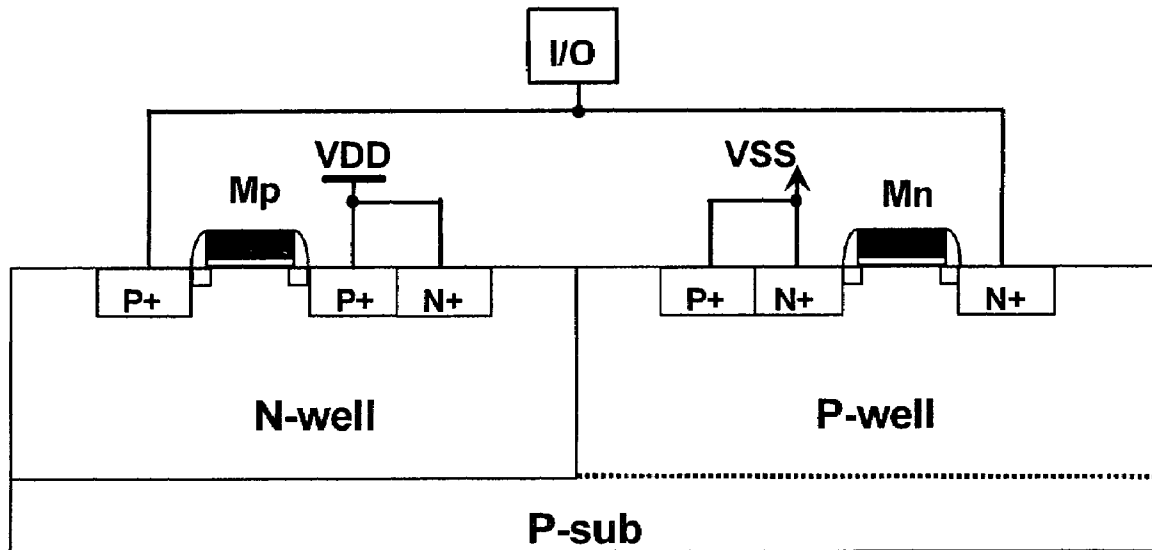 I/O
VDD
VSS
Mp
Mn
P+
P+
N+
P+
N+
N+
N-well
P-well
P-sub